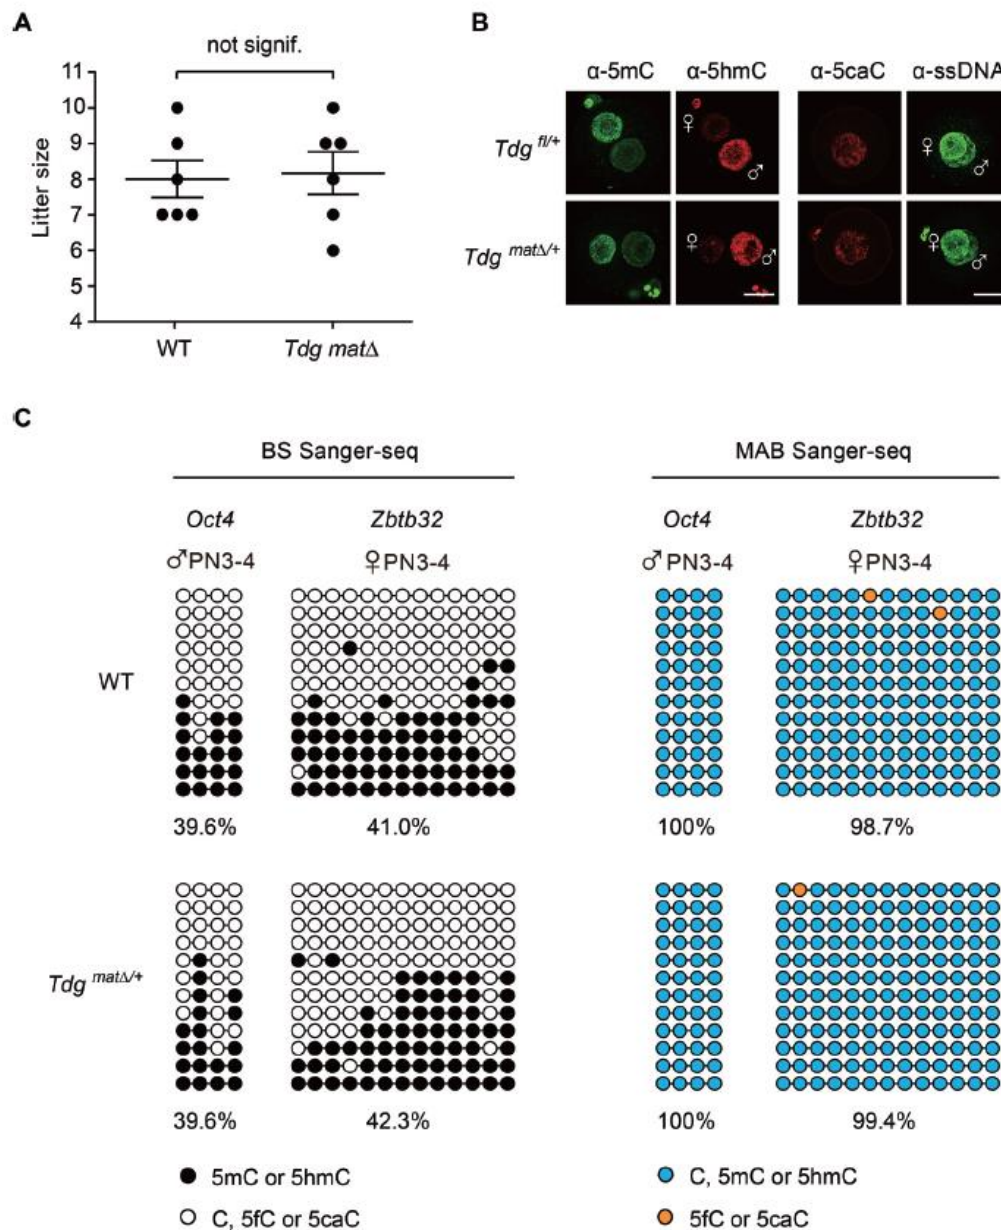 A
not signif.
Litter size
11
10
9
8
7
6
5
4
WT
Tdg mat∆
B
α-5mC α-5hmC α-5caC α-ssDNA
Tdg fl/+
♀ ♂ ♀ ♂
Tdg mat∆/+
♀ ♂ ♀ ♂
C
BS Sanger-seq MAB Sanger-seq
Oct4 Zbtb32 Oct4 Zbtb32
♂PN3-4 ♀PN3-4 ♂PN3-4 ♀PN3-4
WT
39.6% 41.0% 100% 98.7%
Tdg mat∆/+
39.6% 42.3% 100% 99.4%
5mC or 5hmC C, 5mC or 5hmC
C, 5fC or 5caC 5fC or 5caC